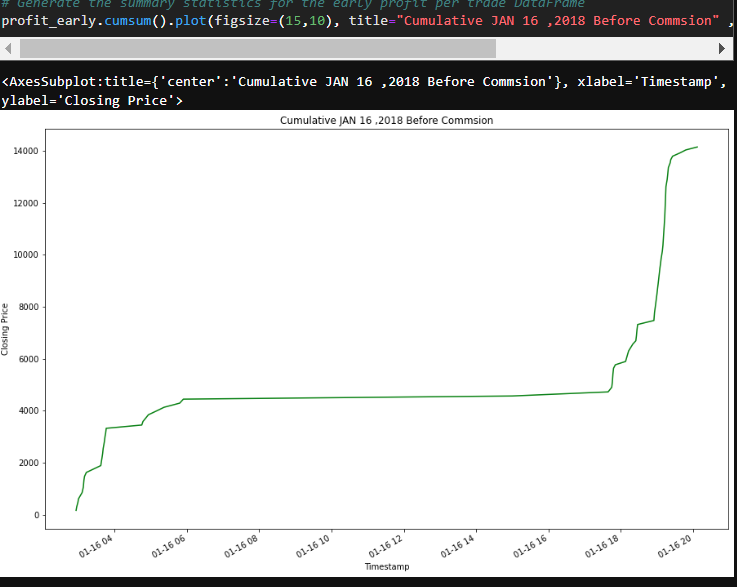 # Generate the summary statistics for the early profit per trade DataFrame
profit_early.cumsum().plot(figsize=(15,10), title="Cumulative JAN 16 ,2018 Before Commsion" ,
<AxesSubplot:title={'center':'Cumulative JAN 16 ,2018 Before Commsion'}, xlabel='Timestamp',
ylabel='Closing Price'>
Cumulative JAN 16 ,2018 Before Commsion
14000
12000
10000
8000
6000
4000
2000
0
Closing Price
01-16 04
01-16 06
01-16 08
01-16 10
01-16 12
01-16 14
01-16 16
01-16 18
01-16 20
Timestamp